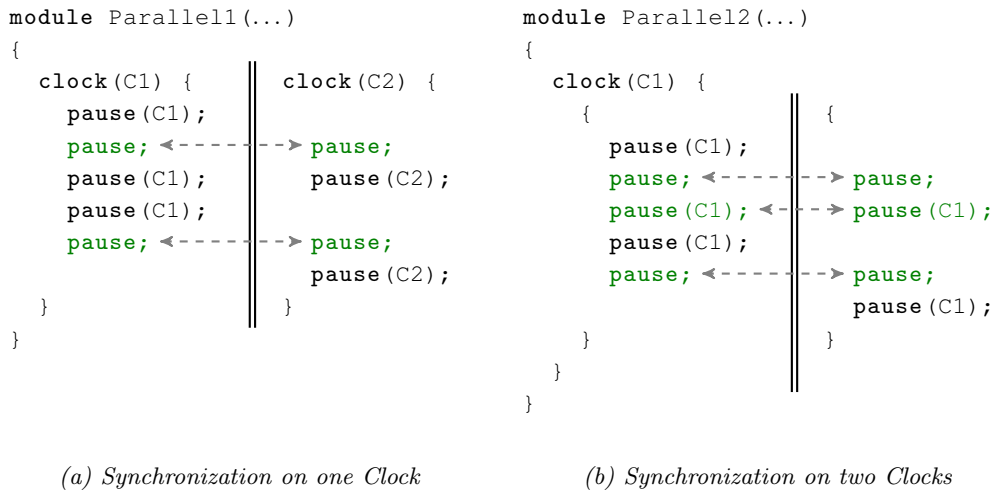 module Parallel1(...)
{
clock(C1) {
pause(C1);
pause;
pause(C1);
pause(C1);
pause;
}
}
clock(C2) {
pause;
pause(C2);
pause;
pause(C2);
}
(a) Synchronization on one Clock
module Parallel2(...)
{
clock(C1) {
{
pause(C1);
pause;
pause(C1);
pause(C1);
pause;
}
}
}
{
pause;
pause(C1);
pause;
pause(C1);
}
(b) Synchronization on two Clocks